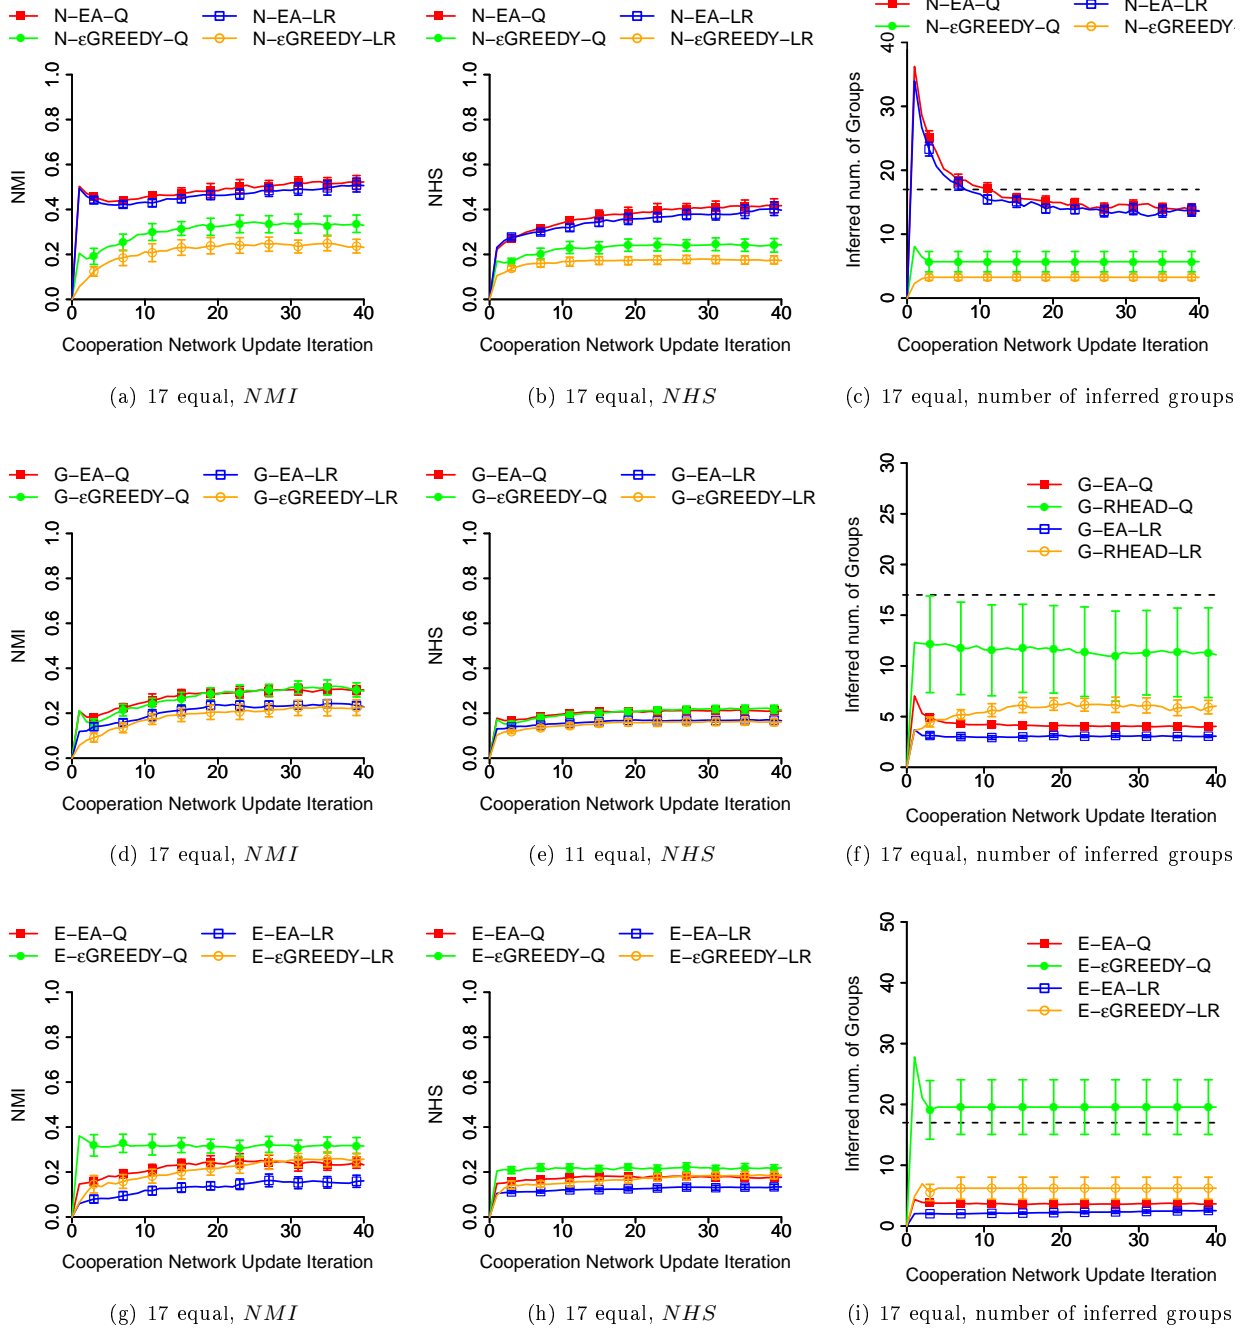 N−EA−Q N−EA−LR
N−εGREEDY−Q N−εGREEDY−LR
NMI
0.0 0.2 0.4 0.6 0.8 1.0
0 10 20 30 40
Cooperation Network Update Iteration
(a) 17 equal, NMI
N−EA−Q N−EA−LR
N−εGREEDY−Q N−εGREEDY−LR
NHS
0.0 0.2 0.4 0.6 0.8 1.0
0 10 20 30 40
Cooperation Network Update Iteration
(b) 17 equal, NHS
N−EA−Q N−EA−LR
N−εGREEDY−Q N−εGREEDY−
Inferred num. of Groups
0 10 20 30 40
0 10 20 30 40
Cooperation Network Update Iteration
(c) 17 equal, number of inferred groups
G−EA−Q G−EA−LR
G−εGREEDY−Q G−εGREEDY−LR
NMI
0.0 0.2 0.4 0.6 0.8 1.0
0 10 20 30 40
Cooperation Network Update Iteration
(d) 17 equal, NMI
G−EA−Q G−EA−LR
G−εGREEDY−Q G−εGREEDY−LR
NHS
0.0 0.2 0.4 0.6 0.8 1.0
0 10 20 30 40
Cooperation Network Update Iteration
(e) 11 equal, NHS
G−EA−Q
G−RHEAD−Q
G−EA−LR
G−RHEAD−LR
Inferred num. of Groups
0 5 10 15 20 25 30
0 10 20 30 40
Cooperation Network Update Iteration
(f) 17 equal, number of inferred groups
E−EA−Q E−EA−LR
E−εGREEDY−Q E−εGREEDY−LR
NMI
0.0 0.2 0.4 0.6 0.8 1.0
0 10 20 30 40
Cooperation Network Update Iteration
(g) 17 equal, NMI
E−EA−Q E−EA−LR
E−εGREEDY−Q E−εGREEDY−LR
NHS
0.0 0.2 0.4 0.6 0.8 1.0
0 10 20 30 40
Cooperation Network Update Iteration
(h) 17 equal, NHS
E−EA−Q
E−εGREEDY−Q
E−EA−LR
E−εGREEDY−LR
Inferred num. of Groups
0 10 20 30 40 50
0 10 20 30 40
Cooperation Network Update Iteration
(i) 17 equal, number of inferred groups